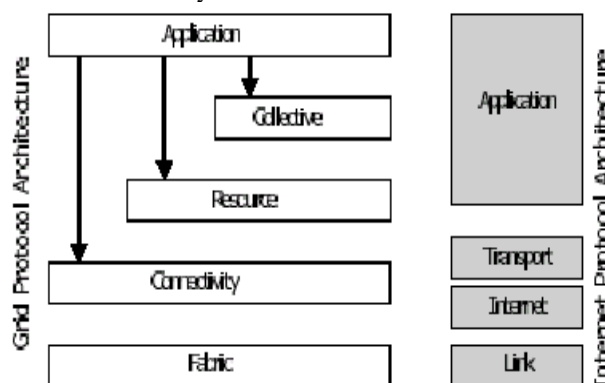 Application
Collective
Resource
Connectivity
Fabric
Grid Protocol Architecture
Application
Transport
Internet
Link
Internet Protocol Architecture